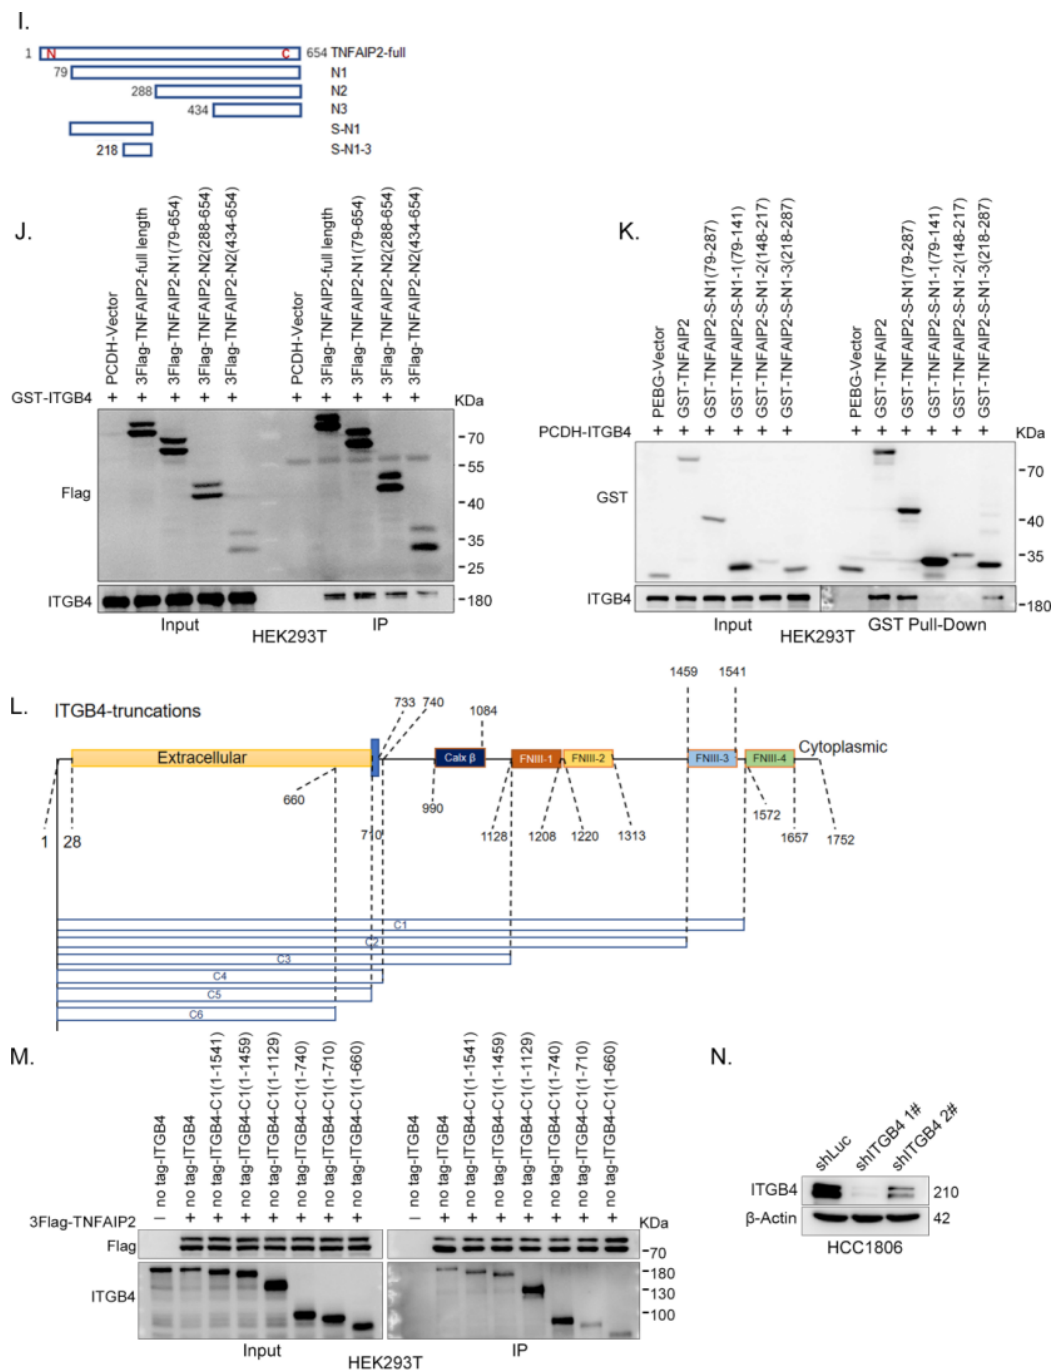 I.
1 N C 654 TNFAIP2-full
79 N1
288 N2
434 N3
S-N1
218 S-N1-3
J.
PCDH-Vector
3Flag-TNFAIP2-full length
3Flag-TNFAIP2-N1(79-654)
3Flag-TNFAIP2-N2(288-654)
3Flag-TNFAIP2-N2(434-654)
PCDH-Vector
3Flag-TNFAIP2-full length
3Flag-TNFAIP2-N1(79-654)
3Flag-TNFAIP2-N2(288-654)
3Flag-TNFAIP2-N2(434-654)
GST-ITGB4 + + + + + + + + + + KDa
Flag
-70
-55
-40
-35
-25
ITGB4 -180
Input IP
HEK293T
K.
PEBG-Vector
GST-TNFAIP2
GST-TNFAIP2-S-N1(79-287)
GST-TNFAIP2-S-N1-1(79-141)
GST-TNFAIP2-S-N1-2(148-217)
GST-TNFAIP2-S-N1-3(218-287)
PEBG-Vector
GST-TNFAIP2
GST-TNFAIP2-S-N1(79-287)
GST-TNFAIP2-S-N1-1(79-141)
GST-TNFAIP2-S-N1-2(148-217)
GST-TNFAIP2-S-N1-3(218-287)
PCDH-ITGB4 + + + + + + + + + + + + KDa
GST
-70
-40
-35
ITGB4 -180
Input GST Pull-Down
HEK293T
L. ITGB4-truncations
1459 1541
733 740
1084
Extracellular Calx β FNIII-1 FNIII-2 FNIII-3 FNIII-4 Cytoplasmic
660 990
1 28 710 1128 1208 1220 1313 1572 1657 1752
C1
C2
C3
C4
C5
C6
M.
no tag-ITGB4
no tag-ITGB4
no tag-ITGB4-C1(1-1541)
no tag-ITGB4-C1(1-1459)
no tag-ITGB4-C1(1-1129)
no tag-ITGB4-C1(1-740)
no tag-ITGB4-C1(1-710)
no tag-ITGB4-C1(1-660)
no tag-ITGB4
no tag-ITGB4
no tag-ITGB4-C1(1-1541)
no tag-ITGB4-C1(1-1459)
no tag-ITGB4-C1(1-1129)
no tag-ITGB4-C1(1-740)
no tag-ITGB4-C1(1-710)
no tag-ITGB4-C1(1-660)
3Flag-TNFAIP2 − + + + + + + + − + + + + + + + KDa
Flag -70
ITGB4
-180
-130
-100
Input IP
HEK293T
N.
shLuc
shITGB4 1#
shITGB4 2#
ITGB4 210
β-Actin 42
HCC1806